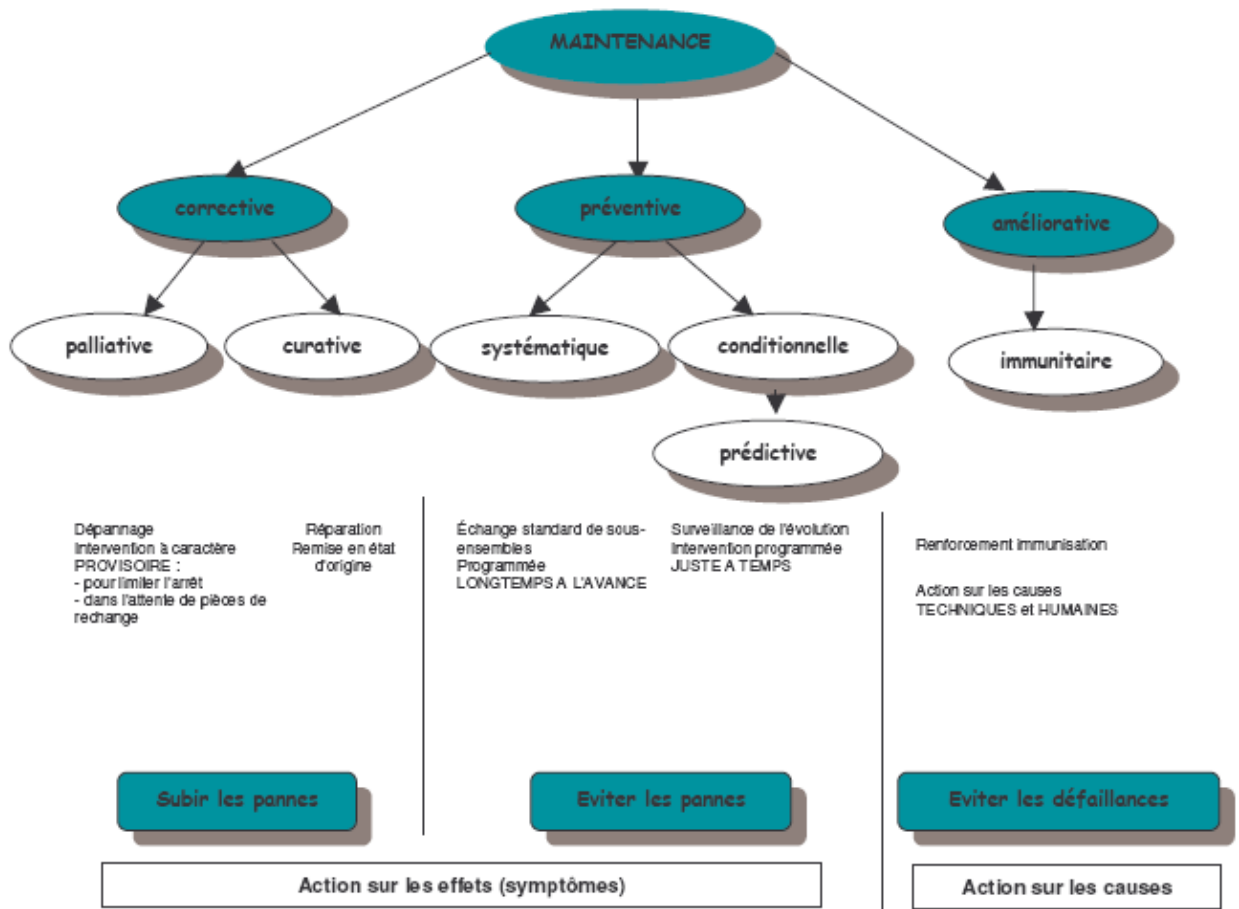 MAINTENANCE
corrective
préventive
améliorative
palliative
curative
systématique
conditionnelle
immunitaire
prédictive
Dépannage
Intervention à caractère
PROVISOIRE :
- pour limiter l'arrêt
- dans l'attente de pièces de
rechange
Réparation
Remise en état
d'origine
Échange standard de sous-
ensembles
Programmée
LONGTEMPS A L'AVANCE
Surveillance de l'évolution
Intervention programmée
JUSTE A TEMPS
Renforcement immunisation
Action sur les causes
TECHNIQUES et HUMAINES
Subir les pannes
Eviter les pannes
Eviter les défaillances
Action sur les effets (symptômes)
Action sur les causes